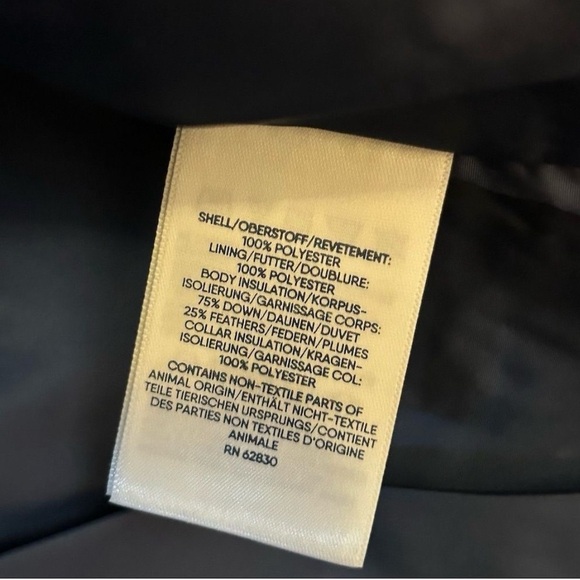 SHELL/OBERSTOFF/REVETEMENT:
100% POLYESTER
LINING/FUTTER/DOUBLURE:
100% POLYESTER
BODY INSULATION/KORPUS-
ISOLIERUNG/GARNISSAGE CORPS:
75% DOWN/DAUNEN/DUVET
25% FEATHERS/FEDERN/PLUMES
COLLAR INSULATION/KRAGEN-
ISOLIERUNG/GARNISSAGE COL:
100% POLYESTER
CONTAINS NON-TEXTILE PARTS OF
ANIMAL ORIGIN/ENTHÄLT NICHT-TEXTILE
TEILE TIERISCHEN URSPRUNGS/CONTIENT
DES PARTIES NON TEXTILES D'ORIGINE
ANIMALE
RN 62830